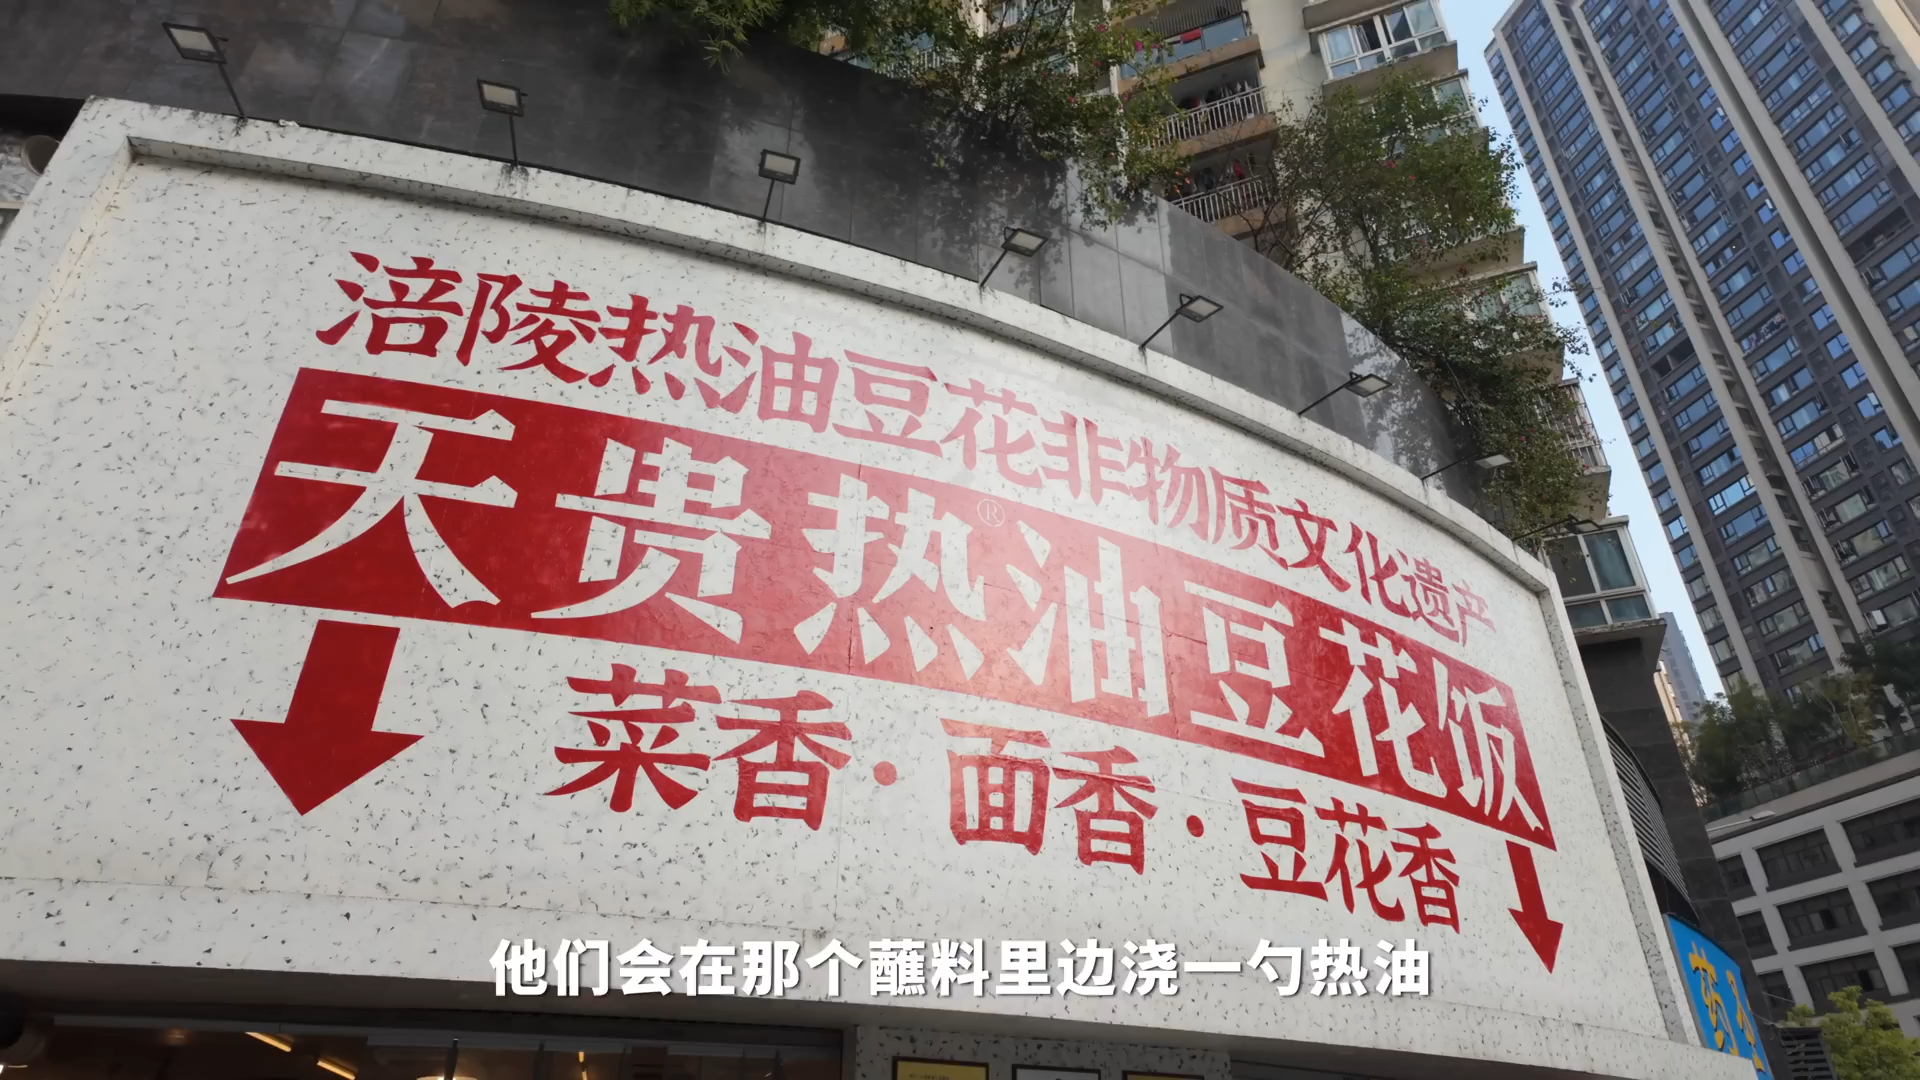 涪陵热油豆花非物质文化遗产
天贵热油豆花饭
®
菜香·面香·豆花香
他们会在那个蘸料里边浇一勺热油